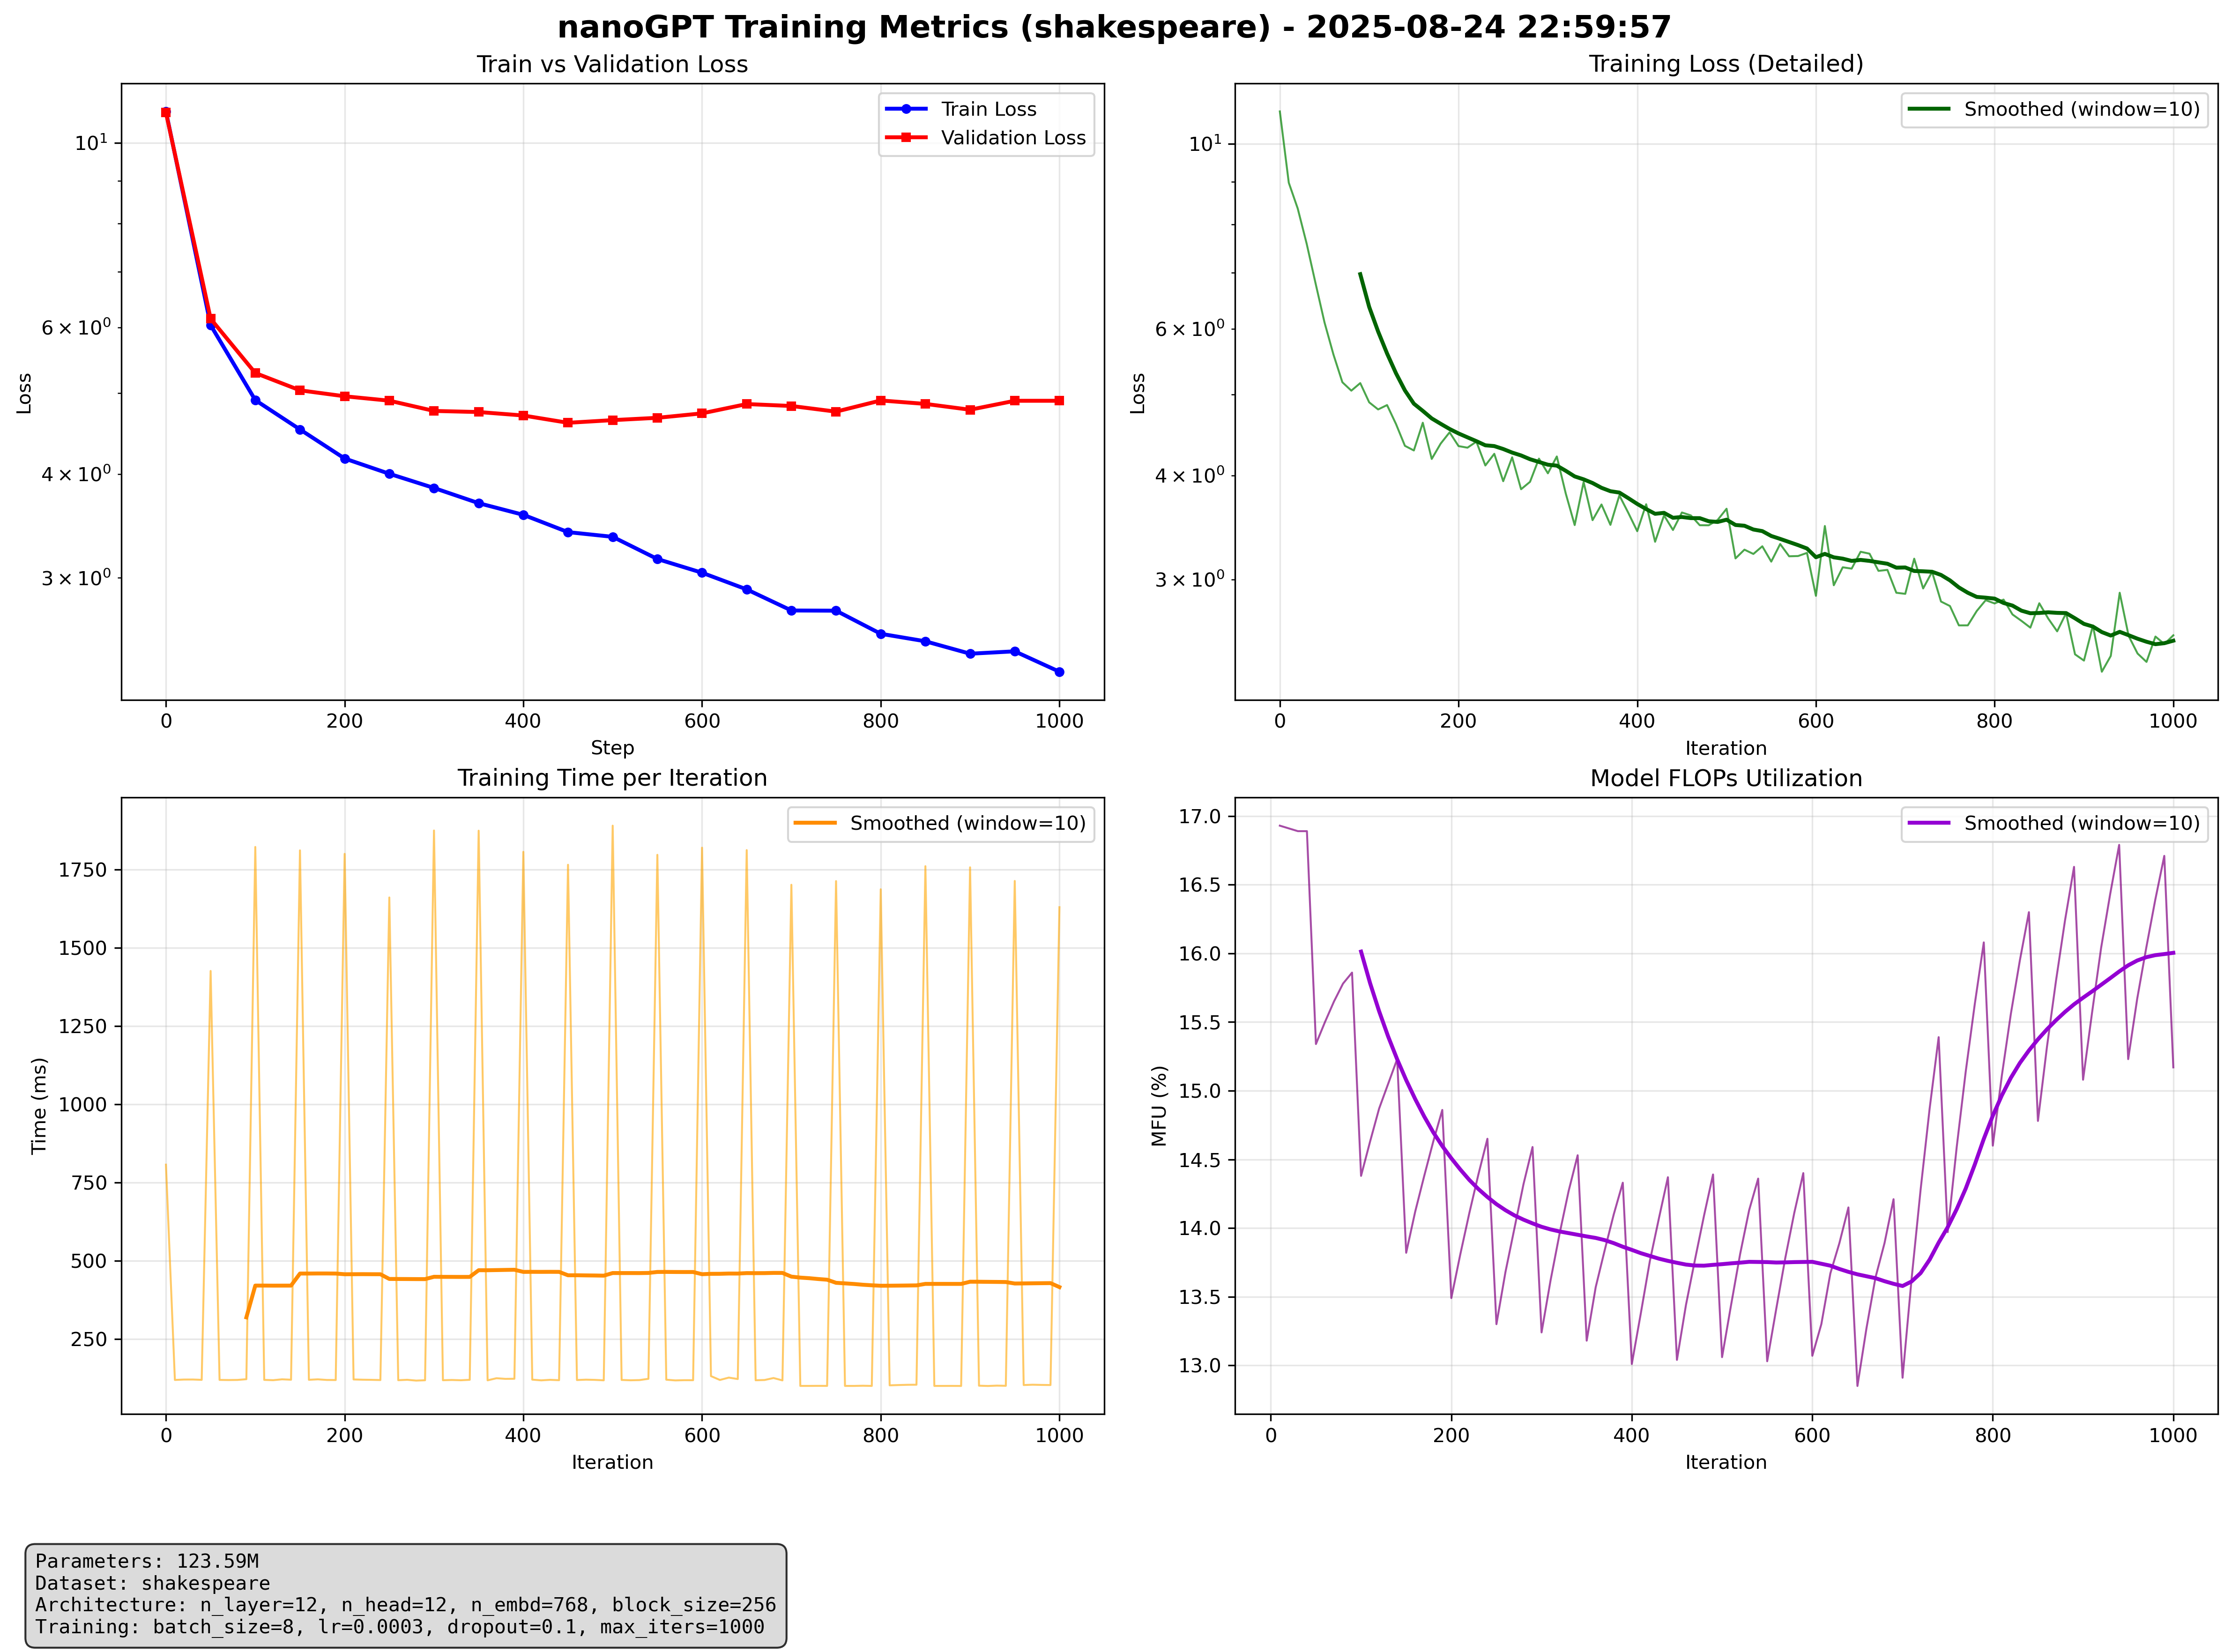 nanoGPT Training Metrics (shakespeare) - 2025-08-24 22:59:57
Train vs Validation Loss
Train Loss
Validation Loss
10¹
6 × 10⁰
4 × 10⁰
3 × 10⁰
Loss
0 200 400 600 800 1000
Step
Training Loss (Detailed)
Smoothed (window=10)
10¹
6 × 10⁰
4 × 10⁰
3 × 10⁰
Loss
0 200 400 600 800 1000
Iteration
Training Time per Iteration
Smoothed (window=10)
1750
1500
1250
1000
750
500
250
Time (ms)
0 200 400 600 800 1000
Iteration
Model FLOPs Utilization
Smoothed (window=10)
17.0
16.5
16.0
15.5
15.0
14.5
14.0
13.5
13.0
MFU (%)
0 200 400 600 800 1000
Iteration
Parameters: 123.59M
Dataset: shakespeare
Architecture: n_layer=12, n_head=12, n_embd=768, block_size=256
Training: batch_size=8, lr=0.0003, dropout=0.1, max_iters=1000